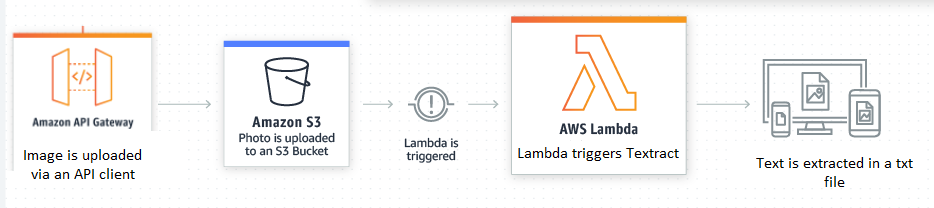 Amazon API Gateway
Image is uploaded
via an API client
Amazon S3
Photo is uploaded
to an S3 Bucket
Lambda is
triggered
AWS Lambda
Lambda triggers Textract
Text is extracted in a txt
file